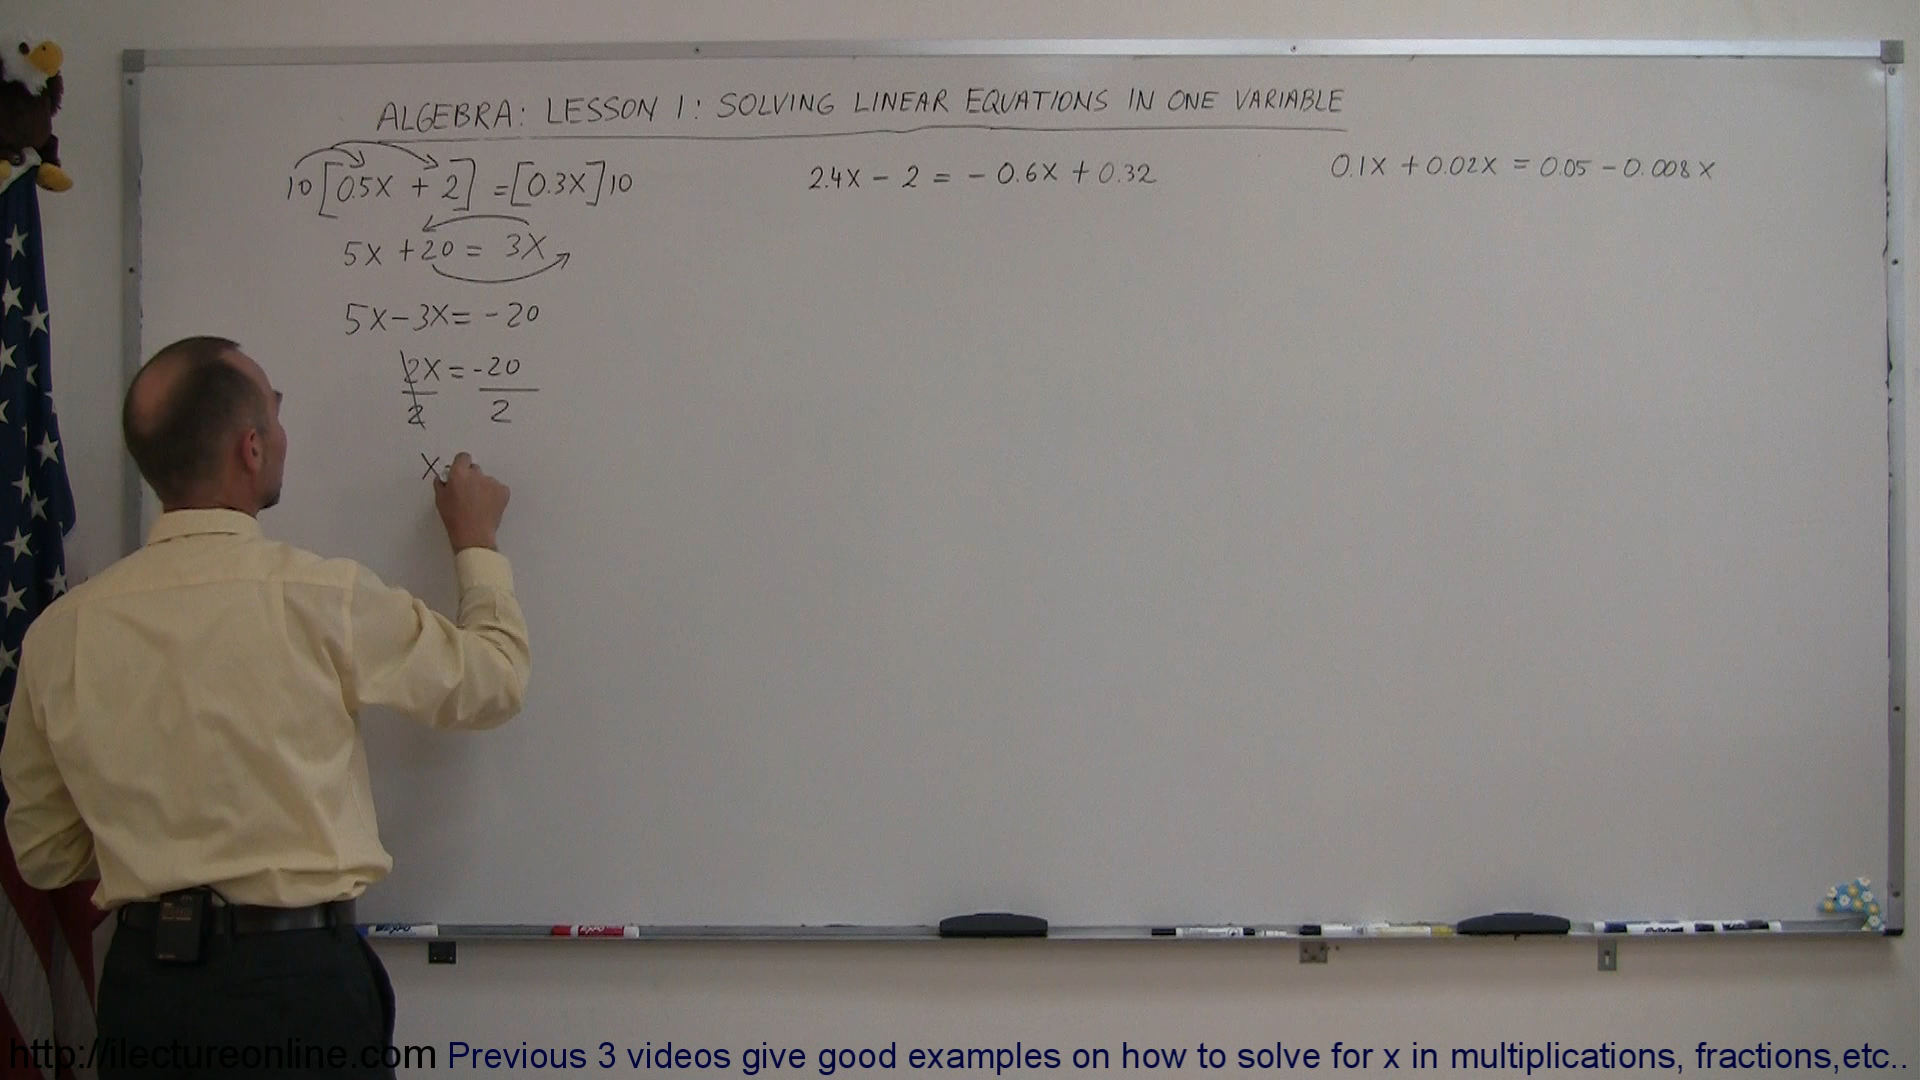 ALGEBRA: LESSON 1: SOLVING LINEAR EQUATIONS IN ONE VARIABLE
10[0.5X + 2] = [0.3X]10
5X + 20 = 3X
5X - 3X = -20
2X = -20
2 2
X
2.4X - 2 = - 0.6X + 0.32
0.1X + 0.02X = 0.05 - 0.008X
EXPO
http://ilectureonline.com Previous 3 videos give good examples on how to solve for x in multiplications, fractions,etc..